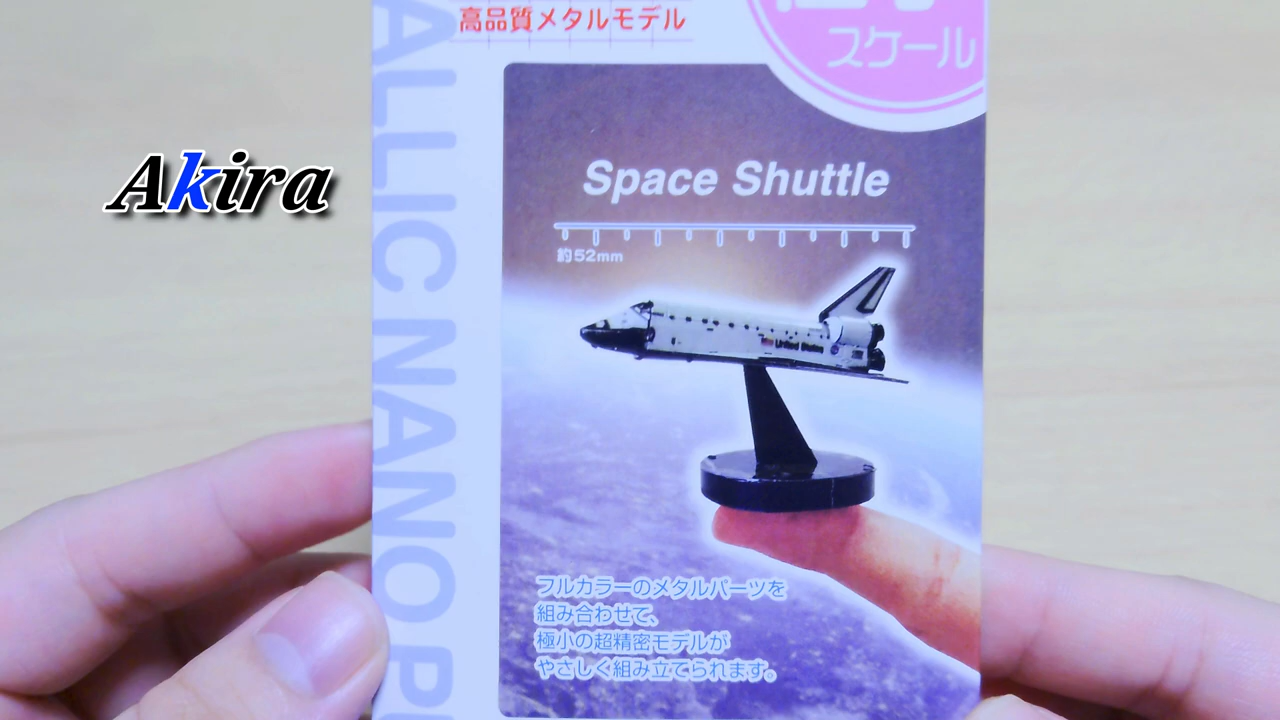 高品質メタルモデル
スケール
Akira
ALLIC NANO P
Space Shuttle
約52mm
United States
フルカラーのメタルパーツを
組み合わせて、
極小の超精密モデルが
やさしく組み立てられます。